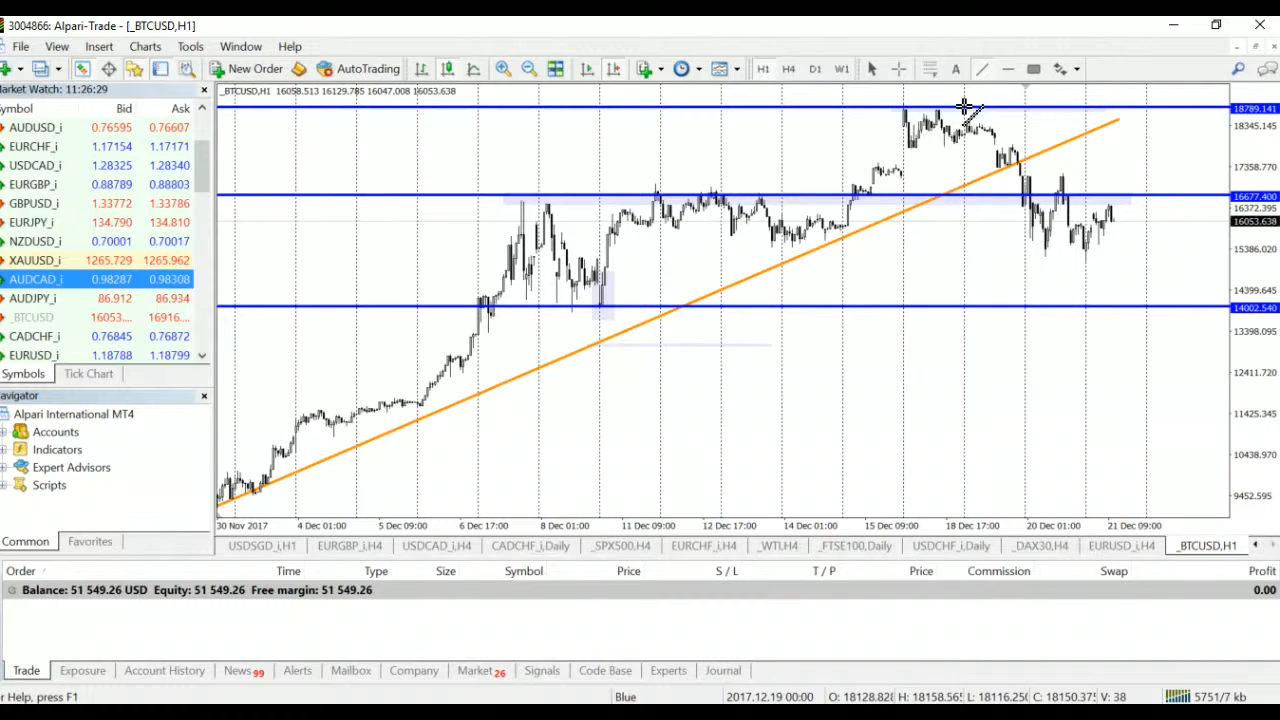 3004866: Alpari-Trade - [_BTCUSD,H1]
File View Insert Charts Tools Window Help
New Order AutoTrading H1 H4 D1 W1
Market Watch: 11:26:29
Symbol Bid Ask
AUDUSD_i 0.76595 0.76607
EURCHF_i 1.17154 1.17171
USDCAD_i 1.28325 1.28340
EURGBP_i 0.88789 0.88803
GBPUSD_i 1.33772 1.33786
EURJPY_i 134.790 134.810
NZDUSD_i 0.70001 0.70017
XAUUSD_i 1265.729 1265.962
AUDCAD_i 0.98287 0.98308
AUDJPY_i 86.912 86.934
_BTCUSD 16053.... 16916....
CADCHF_i 0.76845 0.76872
EURUSD_i 1.18788 1.18799
Symbols Tick Chart
avigator
Alpari International MT4
Accounts
Indicators
Expert Advisors
Scripts
Common Favorites
_BTCUSD,H1 16058.513 16129.785 16047.008 16053.638
18789.141
18345.145
17358.770
16677.400
16372.395
16053.638
15386.020
14399.645
14002.540
13398.095
12411.720
11425.345
10438.970
9452.595
30 Nov 2017 4 Dec 01:00 5 Dec 09:00 6 Dec 17:00 8 Dec 01:00 11 Dec 09:00 12 Dec 17:00 14 Dec 01:00 15 Dec 09:00 18 Dec 17:00 20 Dec 01:00 21 Dec 09:00
USDSGD_i,H1 EURGBP_i,H4 USDCAD_i,H4 CADCHF_i,Daily _SPX500,H4 EURCHF_i,H4 _WTI,H4 _FTSE100,Daily USDCHF_i,Daily _DAX30,H4 EURUSD_i,H4 _BTCUSD,H1
Order Time Type Size Symbol Price S / L T / P Price Commission Swap Profit
Balance: 51 549.26 USD Equity: 51 549.26 Free margin: 51 549.26 0.00
Trade Exposure Account History News 99 Alerts Mailbox Company Market 26 Signals Code Base Experts Journal
r Help, press F1 Blue 2017.12.19 00:00 O: 18128.828 H: 18158.565 L: 18116.250 C: 18150.375 V: 38 5751/7 kb